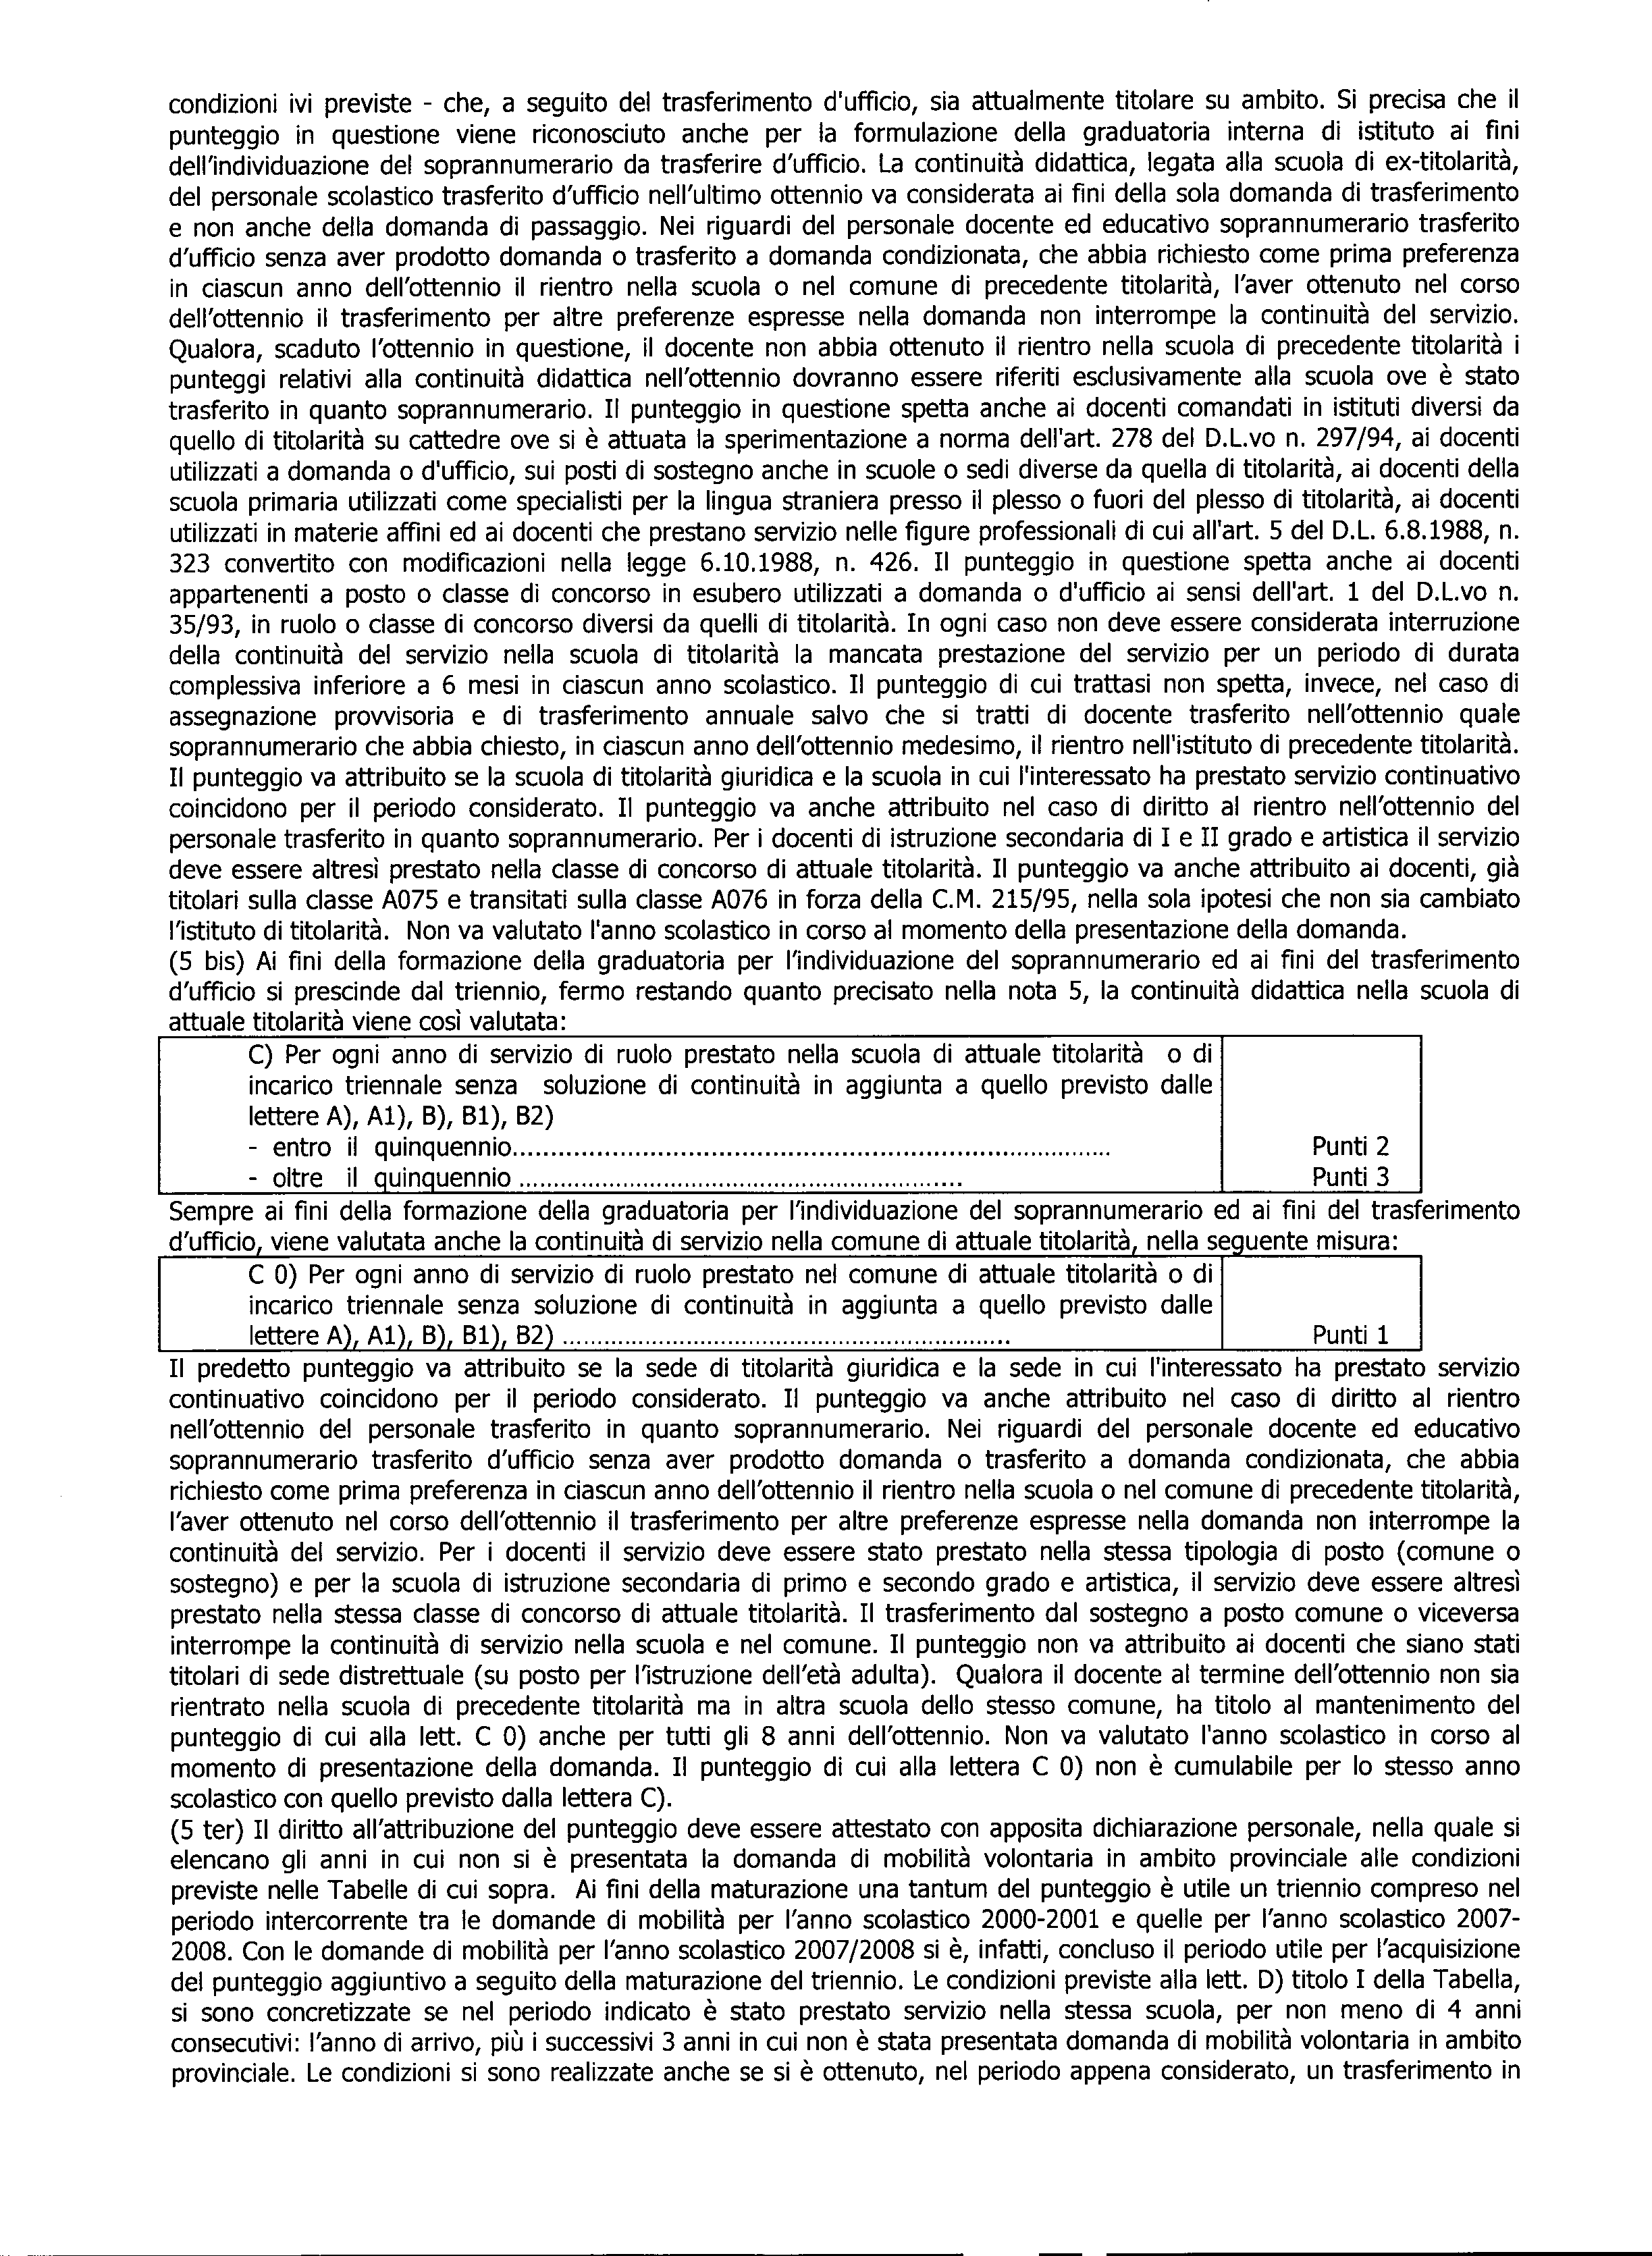 condizioni ivi previste - che, a seguito del trasferimento d'ufficio, sia attualmente titolare su ambito. Si precisa che il
punteggio in questione viene riconosciuto anche per la formulazione della graduatoria interna di istituto ai fini
dell'individuazione del soprannumerario da trasferire d'ufficio. La continuità didattica, legata alla scuola di ex-titolarità,
del personale scolastico trasferito d'ufficio nell'ultimo ottennio va considerata ai fini della sola domanda di trasferimento
e non anche della domanda di passaggio. Nei riguardi del personale docente ed educativo soprannumerario trasferito
d'ufficio senza aver prodotto domanda o trasferito a domanda condizionata, che abbia richiesto come prima preferenza
in ciascun anno dell'ottennio il rientro nella scuola o nel comune di precedente titolarità, l'aver ottenuto nel corso
dell'ottennio il trasferimento per altre preferenze espresse nella domanda non interrompe la continuità del servizio.
Qualora, scaduto l'ottennio in questione, il docente non abbia ottenuto il rientro nella scuola di precedente titolarità i
punteggi relativi alla continuità didattica nell'ottennio dovranno essere riferiti esclusivamente alla scuola ove è stato
trasferito in quanto soprannumerario. Il punteggio in questione spetta anche ai docenti comandati in istituti diversi da
quello di titolarità su cattedre ove si è attuata la sperimentazione a norma dell'art. 278 del D.L.vo n. 297/94, ai docenti
utilizzati a domanda o d'ufficio, sui posti di sostegno anche in scuole o sedi diverse da quella di titolarità, ai docenti della
scuola primaria utilizzati come specialisti per la lingua straniera presso il plesso o fuori del plesso di titolarità, ai docenti
utilizzati in materie affini ed ai docenti che prestano servizio nelle figure professionali di cui all'art. 5 del D.L. 6.8.1988, n.
323 convertito con modificazioni nella legge 6.10.1988, n. 426. Il punteggio in questione spetta anche ai docenti
appartenenti a posto o classe di concorso in esubero utilizzati a domanda o d'ufficio ai sensi dell'art. 1 del D.L.vo n.
35/93, in ruolo o classe di concorso diversi da quelli di titolarità. In ogni caso non deve essere considerata interruzione
della continuità del servizio nella scuola di titolarità la mancata prestazione del servizio per un periodo di durata
complessiva inferiore a 6 mesi in ciascun anno scolastico. Il punteggio di cui trattasi non spetta, invece, nel caso di
assegnazione provvisoria e di trasferimento annuale salvo che si tratti di docente trasferito nell'ottennio quale
soprannumerario che abbia chiesto, in ciascun anno dell'ottennio medesimo, il rientro nell'istituto di precedente titolarità.
Il punteggio va attribuito se la scuola di titolarità giuridica e la scuola in cui l'interessato ha prestato servizio continuativo
coincidono per il periodo considerato. Il punteggio va anche attribuito nel caso di diritto al rientro nell'ottennio del
personale trasferito in quanto soprannumerario. Per i docenti di istruzione secondaria di I e II grado e artistica il servizio
deve essere altresì prestato nella classe di concorso di attuale titolarità. Il punteggio va anche attribuito ai docenti, già
titolari sulla classe A075 e transitati sulla classe A076 in forza della C.M. 215/95, nella sola ipotesi che non sia cambiato
l'istituto di titolarità.  Non va valutato l'anno scolastico in corso al momento della presentazione della domanda.
(5 bis) Ai fini della formazione della graduatoria per l'individuazione del soprannumerario ed ai fini del trasferimento
d'ufficio si prescinde dal triennio, fermo restando quanto precisato nella nota 5, la continuità didattica nella scuola di
attuale titolarità viene così valutata:
C) Per ogni anno di servizio di ruolo prestato nella scuola di attuale titolarità  o di
incarico triennale senza  soluzione di continuità in aggiunta a quello previsto dalle
lettere A), A1), B), B1), B2)
- entro il quinquennio............................................................................... Punti 2
- oltre il quinquennio ................................................................ Punti 3
Sempre ai fini della formazione della graduatoria per l'individuazione del soprannumerario ed ai fini del trasferimento
d'ufficio, viene valutata anche la continuità di servizio nella comune di attuale titolarità, nella seguente misura:
C 0) Per ogni anno di servizio di ruolo prestato nel comune di attuale titolarità o di
incarico triennale senza soluzione di continuità in aggiunta a quello previsto dalle
lettere A), A1), B), B1), B2) ................................................................ Punti 1
Il predetto punteggio va attribuito se la sede di titolarità giuridica e la sede in cui l'interessato ha prestato servizio
continuativo coincidono per il periodo considerato. Il punteggio va anche attribuito nel caso di diritto al rientro
nell'ottennio del personale trasferito in quanto soprannumerario. Nei riguardi del personale docente ed educativo
soprannumerario trasferito d'ufficio senza aver prodotto domanda o trasferito a domanda condizionata, che abbia
richiesto come prima preferenza in ciascun anno dell'ottennio il rientro nella scuola o nel comune di precedente titolarità,
l'aver ottenuto nel corso dell'ottennio il trasferimento per altre preferenze espresse nella domanda non interrompe la
continuità del servizio. Per i docenti il servizio deve essere stato prestato nella stessa tipologia di posto (comune o
sostegno) e per la scuola di istruzione secondaria di primo e secondo grado e artistica, il servizio deve essere altresì
prestato nella stessa classe di concorso di attuale titolarità. Il trasferimento dal sostegno a posto comune o viceversa
interrompe la continuità di servizio nella scuola e nel comune. Il punteggio non va attribuito ai docenti che siano stati
titolari di sede distrettuale (su posto per l'istruzione dell'età adulta).  Qualora il docente al termine dell'ottennio non sia
rientrato nella scuola di precedente titolarità ma in altra scuola dello stesso comune, ha titolo al mantenimento del
punteggio di cui alla lett. C 0) anche per tutti gli 8 anni dell'ottennio. Non va valutato l'anno scolastico in corso al
momento di presentazione della domanda. Il punteggio di cui alla lettera C 0) non è cumulabile per lo stesso anno
scolastico con quello previsto dalla lettera C).
(5 ter) Il diritto all'attribuzione del punteggio deve essere attestato con apposita dichiarazione personale, nella quale si
elencano gli anni in cui non si è presentata la domanda di mobilità volontaria in ambito provinciale alle condizioni
previste nelle Tabelle di cui sopra.  Ai fini della maturazione una tantum del punteggio è utile un triennio compreso nel
periodo intercorrente tra le domande di mobilità per l'anno scolastico 2000-2001 e quelle per l'anno scolastico 2007-
2008. Con le domande di mobilità per l'anno scolastico 2007/2008 si è, infatti, concluso il periodo utile per l'acquisizione
del punteggio aggiuntivo a seguito della maturazione del triennio. Le condizioni previste alla lett. D) titolo I della Tabella,
si sono concretizzate se nel periodo indicato è stato prestato servizio nella stessa scuola, per non meno di 4 anni
consecutivi: l'anno di arrivo, più i successivi 3 anni in cui non è stata presentata domanda di mobilità volontaria in ambito
provinciale. Le condizioni si sono realizzate anche se si è ottenuto, nel periodo appena considerato, un trasferimento in